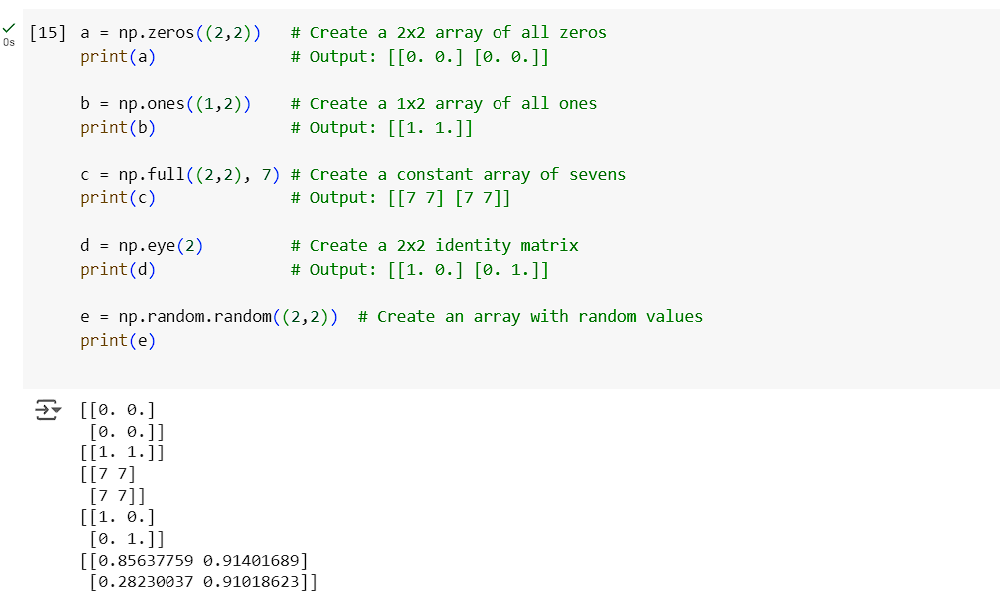 [15] a = np.zeros((2,2))   # Create a 2x2 array of all zeros
0s
print(a)              # Output: [[0. 0.] [0. 0.]]
b = np.ones((1,2))    # Create a 1x2 array of all ones
print(b)              # Output: [[1. 1.]]
c = np.full((2,2), 7) # Create a constant array of sevens
print(c)              # Output: [[7 7] [7 7]]
d = np.eye(2)         # Create a 2x2 identity matrix
print(d)              # Output: [[1. 0.] [0. 1.]]
e = np.random.random((2,2))  # Create an array with random values
print(e)
[[0. 0.]
 [0. 0.]]
[[1. 1.]]
[[7 7]
 [7 7]]
[[1. 0.]
 [0. 1.]]
[[0.85637759 0.91401689]
 [0.28230037 0.91018623]]